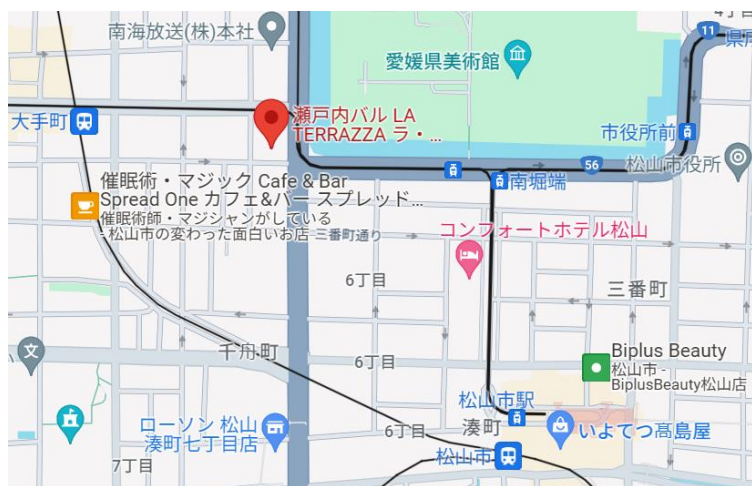 南海放送(株)本社
4丁目
11
愛媛県美術館
大手町
瀬戸内バル LA
TERRAZZA ラ・...
市役所前
56
松山市役所
南堀端
催眠術・マジック Cafe & Bar
Spread One カフェ&バー スプレッド...
催眠術師・マジシャンがしている
- 松山市の変わった面白いお店
三番町通り
コンフォートホテル松山
6丁目
三番町
千舟町
6丁目
Biplus Beauty
松山市 -
BiplusBeauty松山店
文
松山市駅
ローソン 松山
湊町七丁目店
6丁目
湊町
いよてつ髙島屋
7丁目
松山市